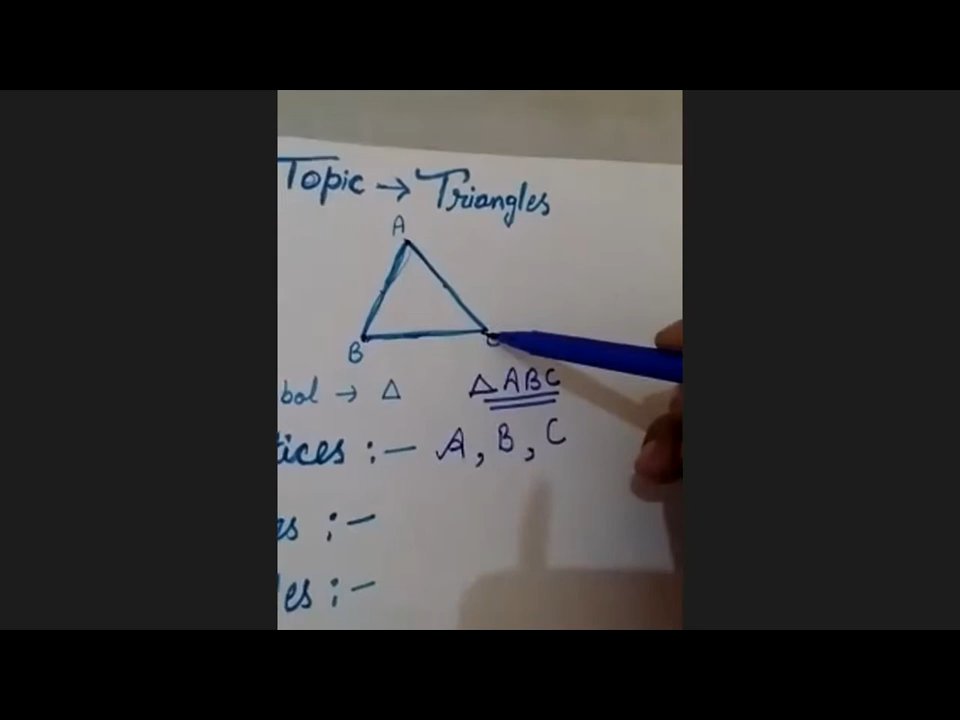 Topic → Triangles
A
B
C
bol → △ △ABC
tices :- A, B, C
es :-
les :-